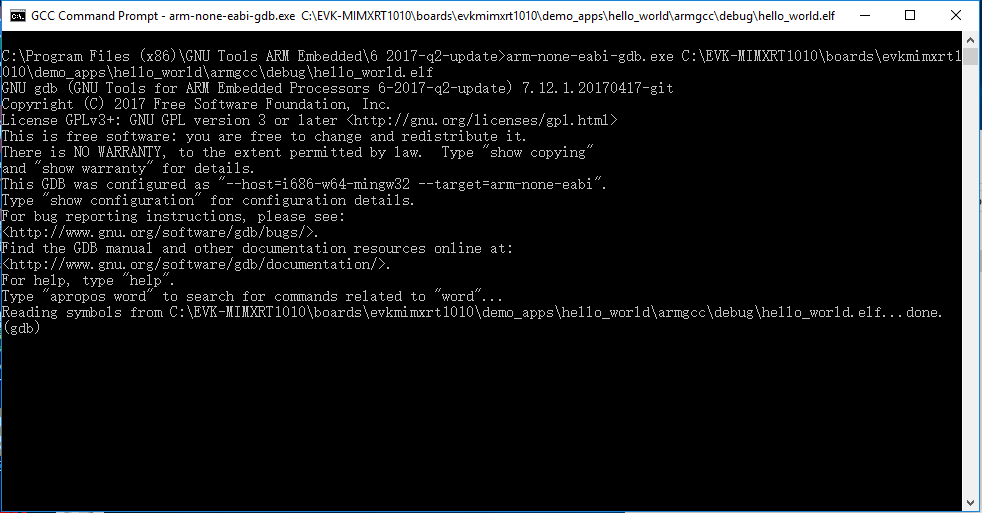 GCC Command Prompt - arm-none-eabi-gdb.exe  C:\EVK-MIMXRT1010\boards\evkmimxrt1010\demo_apps\hello_world\armgcc\debug\hello_world.elf
C:\Program Files (x86)\GNU Tools ARM Embedded\6 2017-q2-update>arm-none-eabi-gdb.exe C:\EVK-MIMXRT1010\boards\evkmimxrt1
010\demo_apps\hello_world\armgcc\debug\hello_world.elf
GNU gdb (GNU Tools for ARM Embedded Processors 6-2017-q2-update) 7.12.1.20170417-git
Copyright (C) 2017 Free Software Foundation, Inc.
License GPLv3+: GNU GPL version 3 or later <http://gnu.org/licenses/gpl.html>
This is free software: you are free to change and redistribute it.
There is NO WARRANTY, to the extent permitted by law.  Type "show copying"
and "show warranty" for details.
This GDB was configured as "--host=i686-w64-mingw32 --target=arm-none-eabi".
Type "show configuration" for configuration details.
For bug reporting instructions, please see:
<http://www.gnu.org/software/gdb/bugs/>.
Find the GDB manual and other documentation resources online at:
<http://www.gnu.org/software/gdb/documentation/>.
For help, type "help".
Type "apropos word" to search for commands related to "word"...
Reading symbols from C:\EVK-MIMXRT1010\boards\evkmimxrt1010\demo_apps\hello_world\armgcc\debug\hello_world.elf...done.
(gdb)